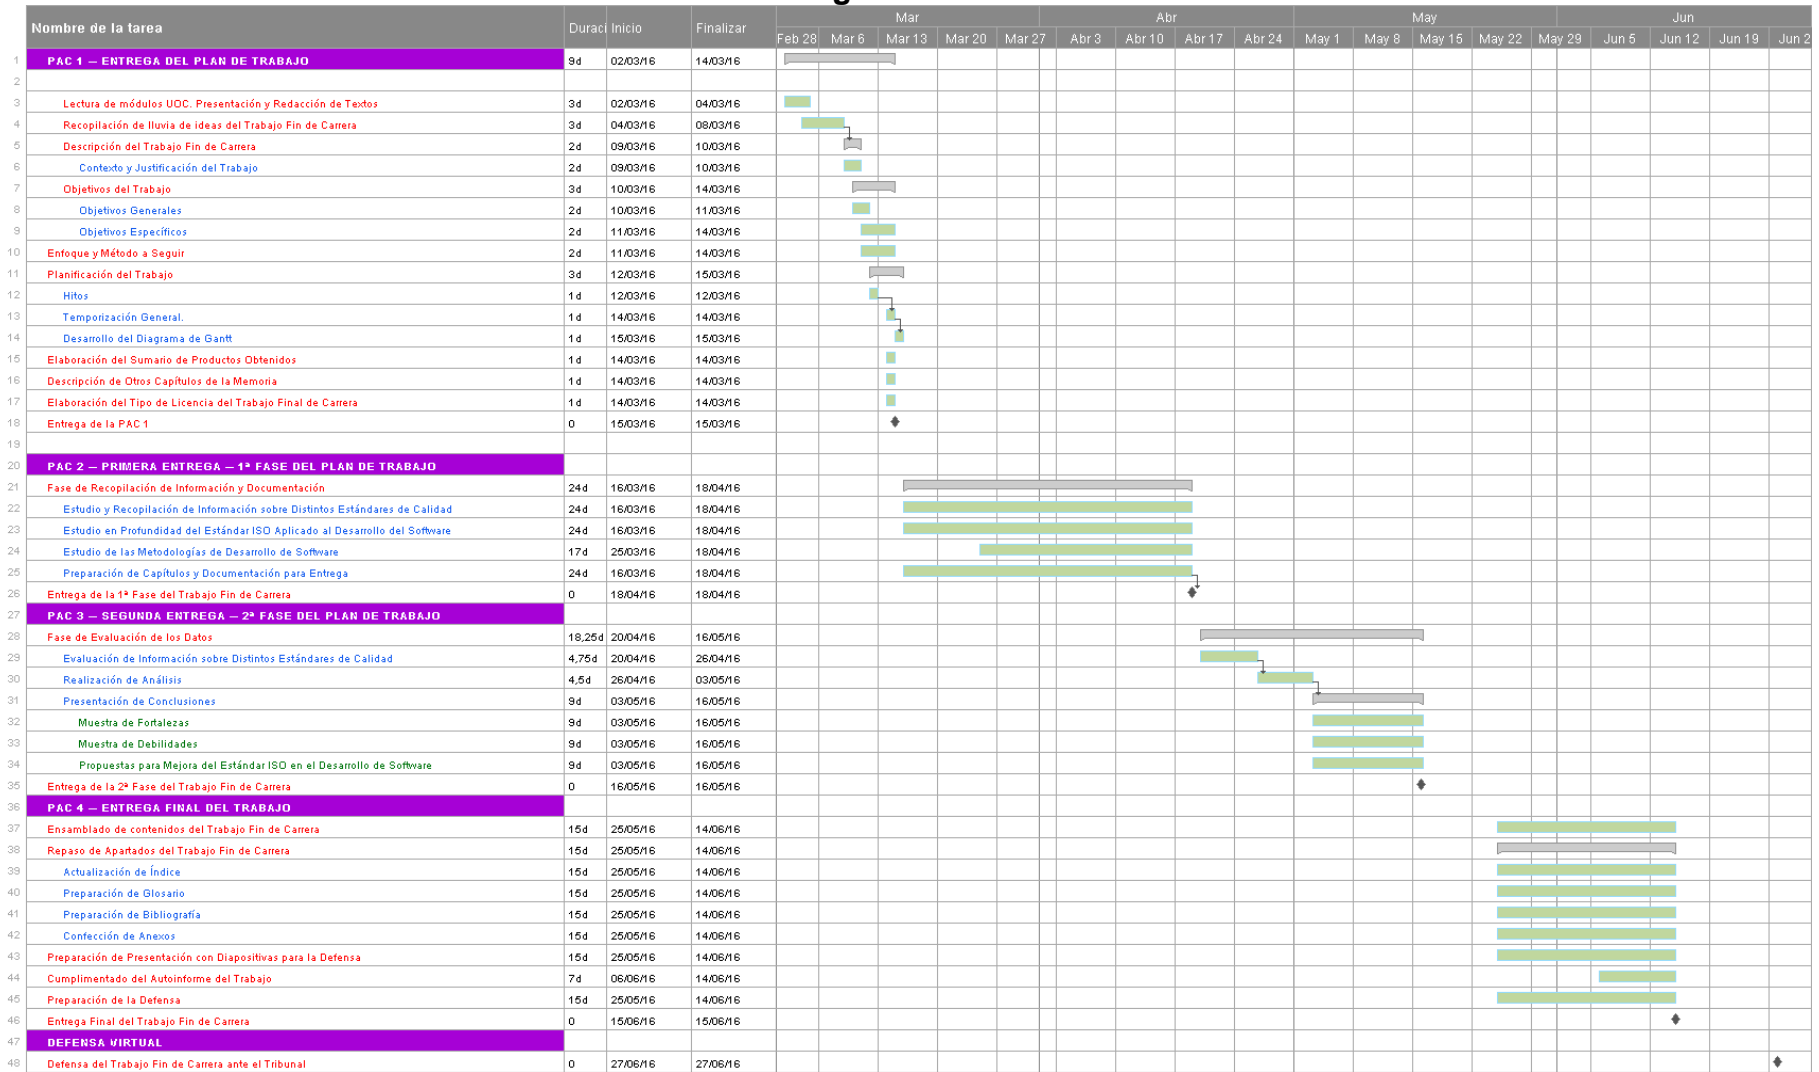 Mar Abr May Jun
Nombre de la tarea Duraci Inicio Finalizar
Feb 28 Mar 6 Mar 13 Mar 20 Mar 27 Abr 3 Abr 10 Abr 17 Abr 24 May 1 May 8 May 15 May 22 May 29 Jun 5 Jun 12 Jun 19 Jun 2
1 PAC 1 – ENTREGA DEL PLAN DE TRABAJO 9d 02/03/16 14/03/16
2
3 Lectura de módulos UOC. Presentación y Redacción de Textos 3d 02/03/16 04/03/16
4 Recopilación de lluvia de ideas del Trabajo Fin de Carrera 3d 04/03/16 08/03/16
5 Descripción del Trabajo Fin de Carrera 2d 09/03/16 10/03/16
6 Contexto y Justificación del Trabajo 2d 09/03/16 10/03/16
7 Objetivos del Trabajo 3d 10/03/16 14/03/16
8 Objetivos Generales 2d 10/03/16 11/03/16
9 Objetivos Específicos 2d 11/03/16 14/03/16
10 Enfoque y Método a Seguir 2d 11/03/16 14/03/16
11 Planificación del Trabajo 3d 12/03/16 15/03/16
12 Hitos 1d 12/03/16 12/03/16
13 Temporización General. 1d 14/03/16 14/03/16
14 Desarrollo del Diagrama de Gantt 1d 15/03/16 15/03/16
15 Elaboración del Sumario de Productos Obtenidos 1d 14/03/16 14/03/16
16 Descripción de Otros Capítulos de la Memoria 1d 14/03/16 14/03/16
17 Elaboración del Tipo de Licencia del Trabajo Final de Carrera 1d 14/03/16 14/03/16
18 Entrega de la PAC 1 0 15/03/16 15/03/16
19
20 PAC 2 – PRIMERA ENTREGA – 1ª FASE DEL PLAN DE TRABAJO
21 Fase de Recopilación de Información y Documentación 24d 16/03/16 18/04/16
22 Estudio y Recopilación de Información sobre Distintos Estándares de Calidad 24d 16/03/16 18/04/16
23 Estudio en Profundidad del Estándar ISO Aplicado al Desarrollo del Software 24d 16/03/16 18/04/16
24 Estudio de las Metodologías de Desarrollo de Software 17d 25/03/16 18/04/16
25 Preparación de Capítulos y Documentación para Entrega 24d 16/03/16 18/04/16
26 Entrega de la 1ª Fase del Trabajo Fin de Carrera 0 18/04/16 18/04/16
27 PAC 3 – SEGUNDA ENTREGA – 2ª FASE DEL PLAN DE TRABAJO
28 Fase de Evaluación de los Datos 18,25d 20/04/16 16/05/16
29 Evaluación de Información sobre Distintos Estándares de Calidad 4,75d 20/04/16 26/04/16
30 Realización de Análisis 4,5d 26/04/16 03/05/16
31 Presentación de Conclusiones 9d 03/05/16 16/05/16
32 Muestra de Fortalezas 9d 03/05/16 16/05/16
33 Muestra de Debilidades 9d 03/05/16 16/05/16
34 Propuestas para Mejora del Estándar ISO en el Desarrollo de Software 9d 03/05/16 16/05/16
35 Entrega de la 2ª Fase del Trabajo Fin de Carrera 0 16/05/16 16/05/16
36 PAC 4 – ENTREGA FINAL DEL TRABAJO
37 Ensamblado de contenidos del Trabajo Fin de Carrera 15d 25/05/16 14/06/16
38 Repaso de Apartados del Trabajo Fin de Carrera 15d 25/05/16 14/06/16
39 Actualización de Índice 15d 25/05/16 14/06/16
40 Preparación de Glosario 15d 25/05/16 14/06/16
41 Preparación de Bibliografía 15d 25/05/16 14/06/16
42 Confección de Anexos 15d 25/05/16 14/06/16
43 Preparación de Presentación con Diapositivas para la Defensa 15d 25/05/16 14/06/16
44 Cumplimentado del Autoinforme del Trabajo 7d 06/06/16 14/06/16
45 Preparación de la Defensa 15d 25/05/16 14/06/16
46 Entrega Final del Trabajo Fin de Carrera 0 15/06/16 15/06/16
47 DEFENSA VIRTUAL
48 Defensa del Trabajo Fin de Carrera ante el Tribunal 0 27/06/16 27/06/16